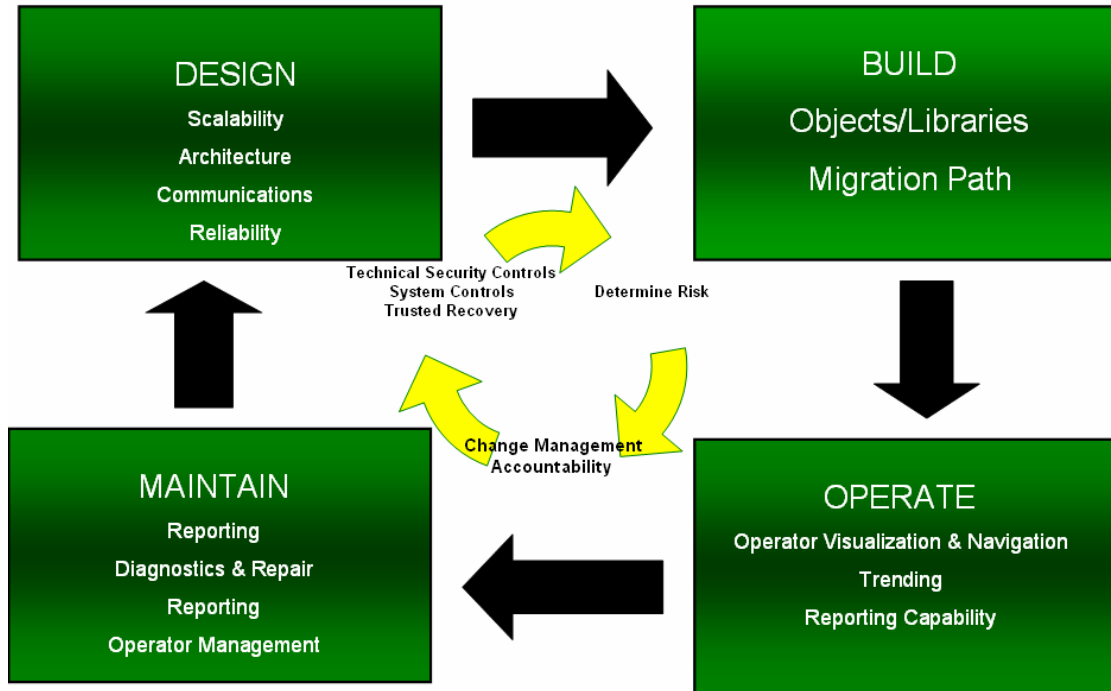 DESIGN
Scalability
Architecture
Communications
Reliability
BUILD
Objects/Libraries
Migration Path
Technical Security Controls
System Controls
Trusted Recovery
Determine Risk
Change Management
Accountability
MAINTAIN
Reporting
Diagnostics & Repair
Reporting
Operator Management
OPERATE
Operator Visualization & Navigation
Trending
Reporting Capability